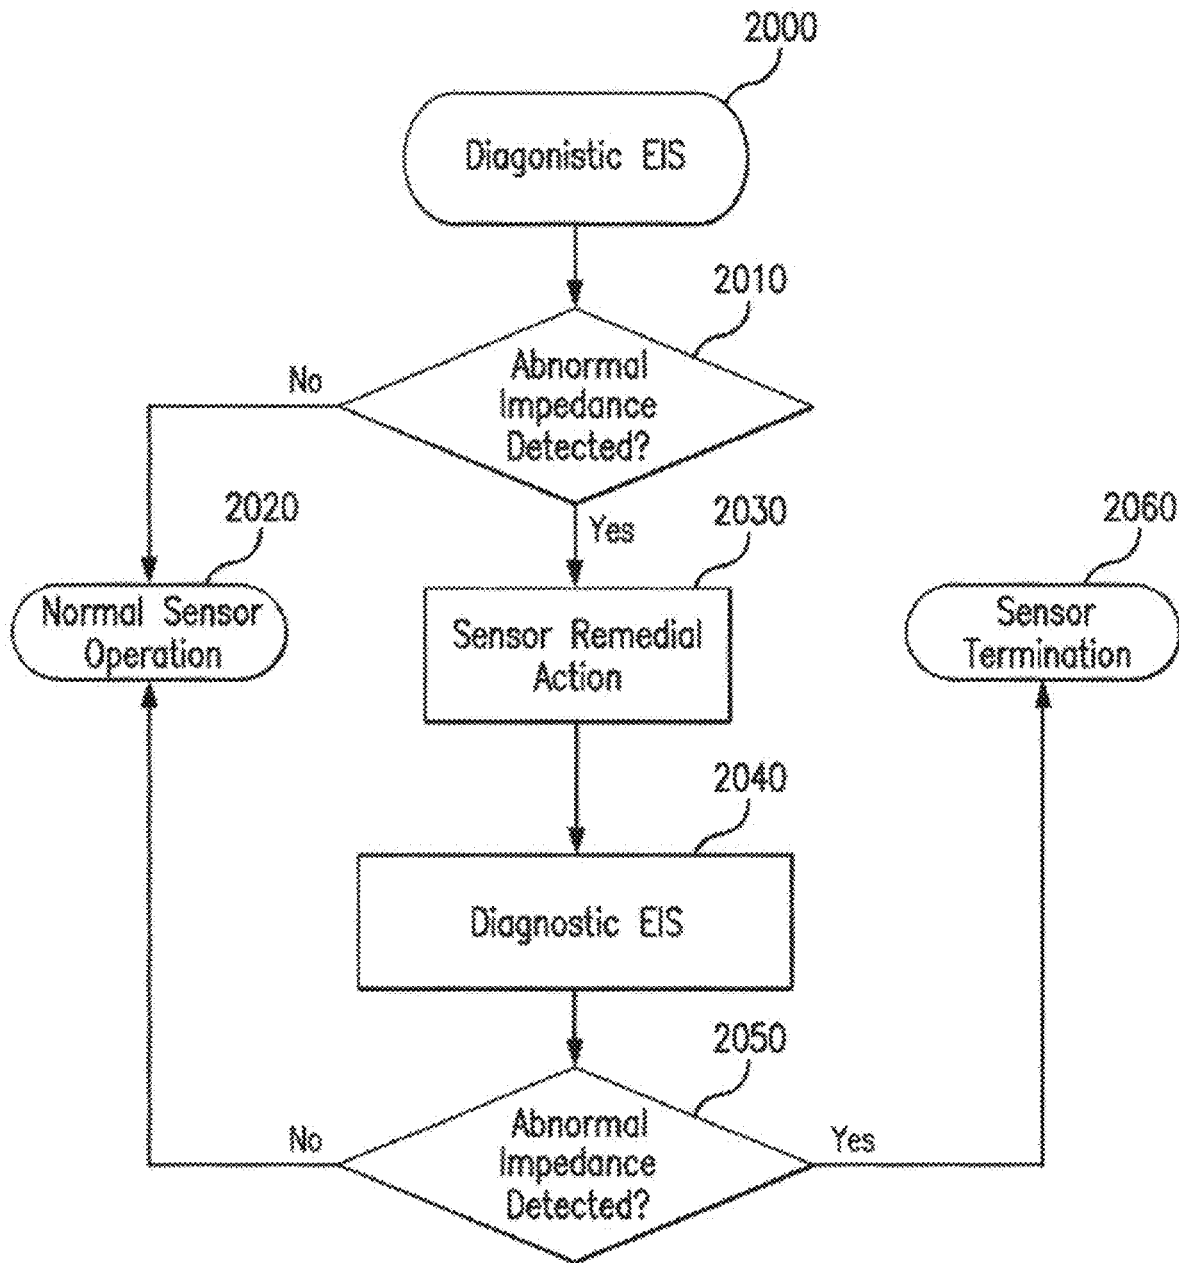 2000
Diagonistic EIS
2010
Abnormal
Impedance
Detected?
No
Yes
2020
Normal Sensor
Operation
2030
Sensor Remedial
Action
2060
Sensor
Termination
2040
Diagnostic EIS
2050
Abnormal
Impedance
Detected?
No
Yes